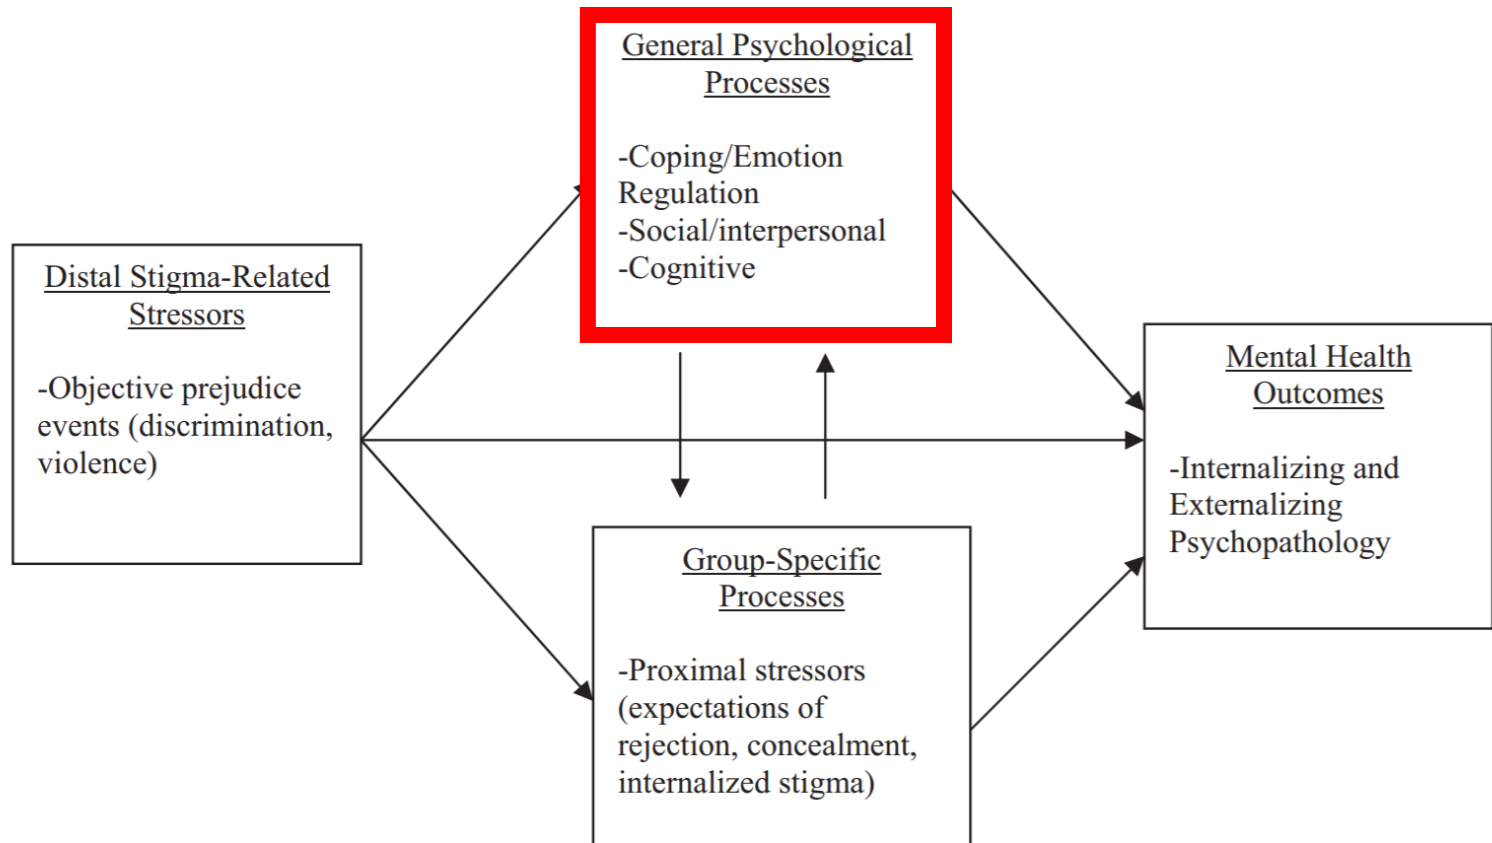 General Psychological
Processes
-Coping/Emotion
Regulation
-Social/interpersonal
-Cognitive
Distal Stigma-Related
Stressors
-Objective prejudice
events (discrimination,
violence)
Mental Health
Outcomes
-Internalizing and
Externalizing
Psychopathology
Group-Specific
Processes
-Proximal stressors
(expectations of
rejection, concealment,
internalized stigma)